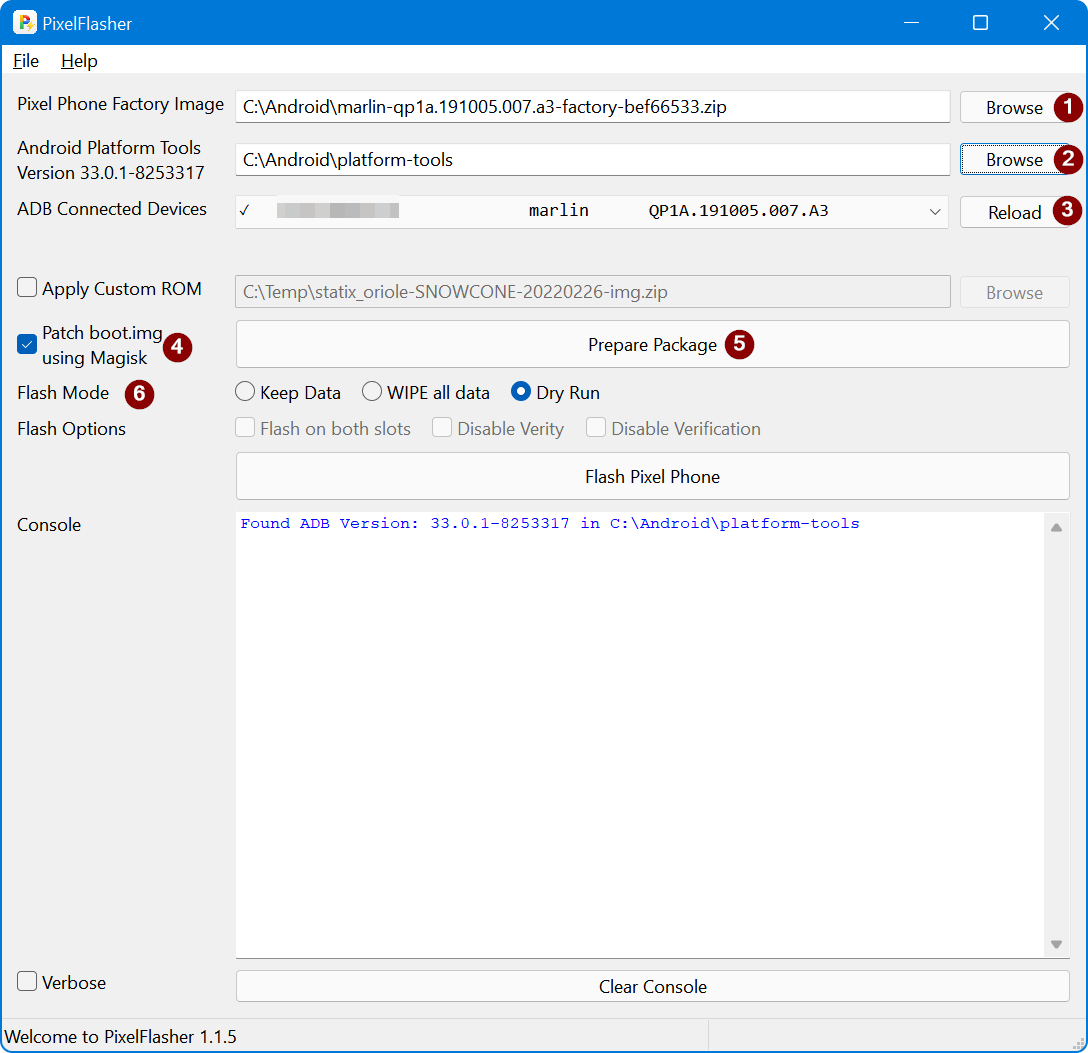 PixelFlasher
File Help
Pixel Phone Factory Image C:\Android\marlin-qp1a.191005.007.a3-factory-bef66533.zip Browse 1
Android Platform Tools
Version 33.0.1-8253317 C:\Android\platform-tools Browse 2
ADB Connected Devices ✓ marlin QP1A.191005.007.A3 Reload 3
Apply Custom ROM C:\Temp\statix_oriole-SNOWCONE-20220226-img.zip Browse
Patch boot.img
using Magisk 4 Prepare Package 5
Flash Mode 6 Keep Data WIPE all data Dry Run
Flash Options Flash on both slots Disable Verity Disable Verification
Flash Pixel Phone
Console Found ADB Version: 33.0.1-8253317 in C:\Android\platform-tools
Verbose Clear Console
Welcome to PixelFlasher 1.1.5